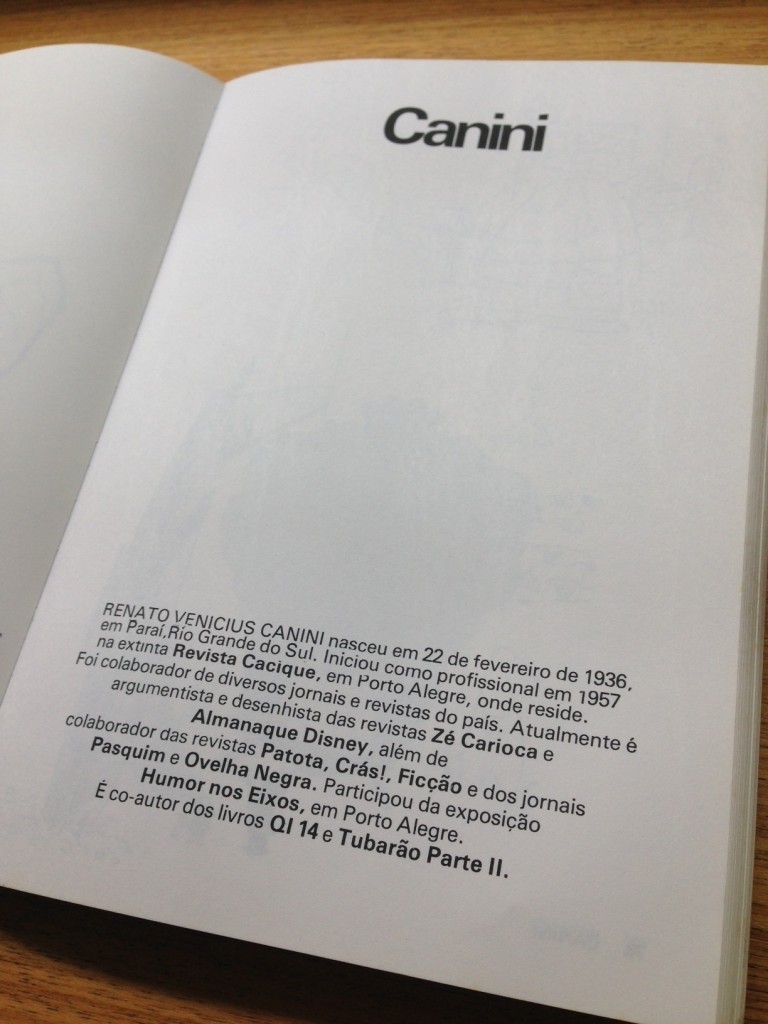 Canini
RENATO VENICIUS CANINI nasceu em 22 de fevereiro de 1936,
em Paraí,Rio Grande do Sul. Iniciou como profissional em 1957
na extinta Revista Cacique, em Porto Alegre, onde reside.
Foi colaborador de diversos jornais e revistas do país. Atualmente é
argumentista e desenhista das revistas Zé Carioca e
Almanaque Disney, além de
colaborador das revistas Patota, Crás!, Ficção e dos jornais
Pasquim e Ovelha Negra. Participou da exposição
Humor nos Eixos, em Porto Alegre.
É co-autor dos livros QI 14 e Tubarão Parte II.